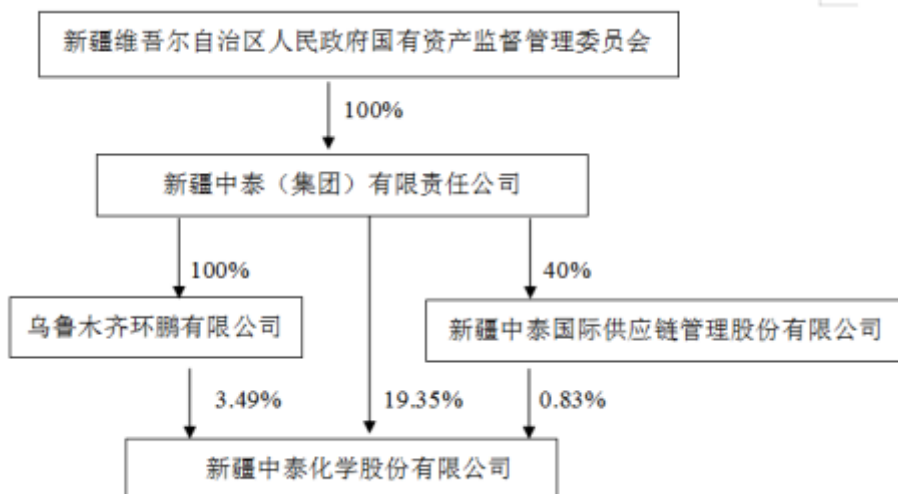 新疆维吾尔自治区人民政府国有资产监督管理委员会
100%
新疆中泰（集团）有限责任公司
100%
40%
乌鲁木齐环鹏有限公司
新疆中泰国际供应链管理股份有限公司
3.49%
19.35%
0.83%
新疆中泰化学股份有限公司